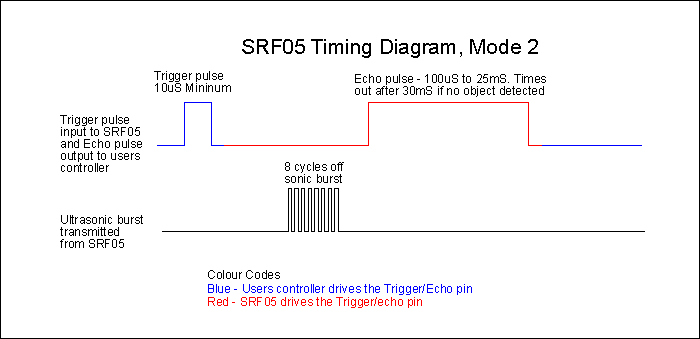 SRF05 Timing Diagram, Mode 2
Trigger pulse
10uS Mininum
Echo pulse - 100uS to 25mS. Times
out after 30mS if no object detected
Trigger pulse
input to SRF05
and Echo pulse
output to users
controller
8 cycles off
sonic burst
Ultrasonic burst
transmitted
from SRF05
Colour Codes
Blue - Users controller drives the Trigger/Echo pin
Red - SRF05 drives the Trigger/echo pin